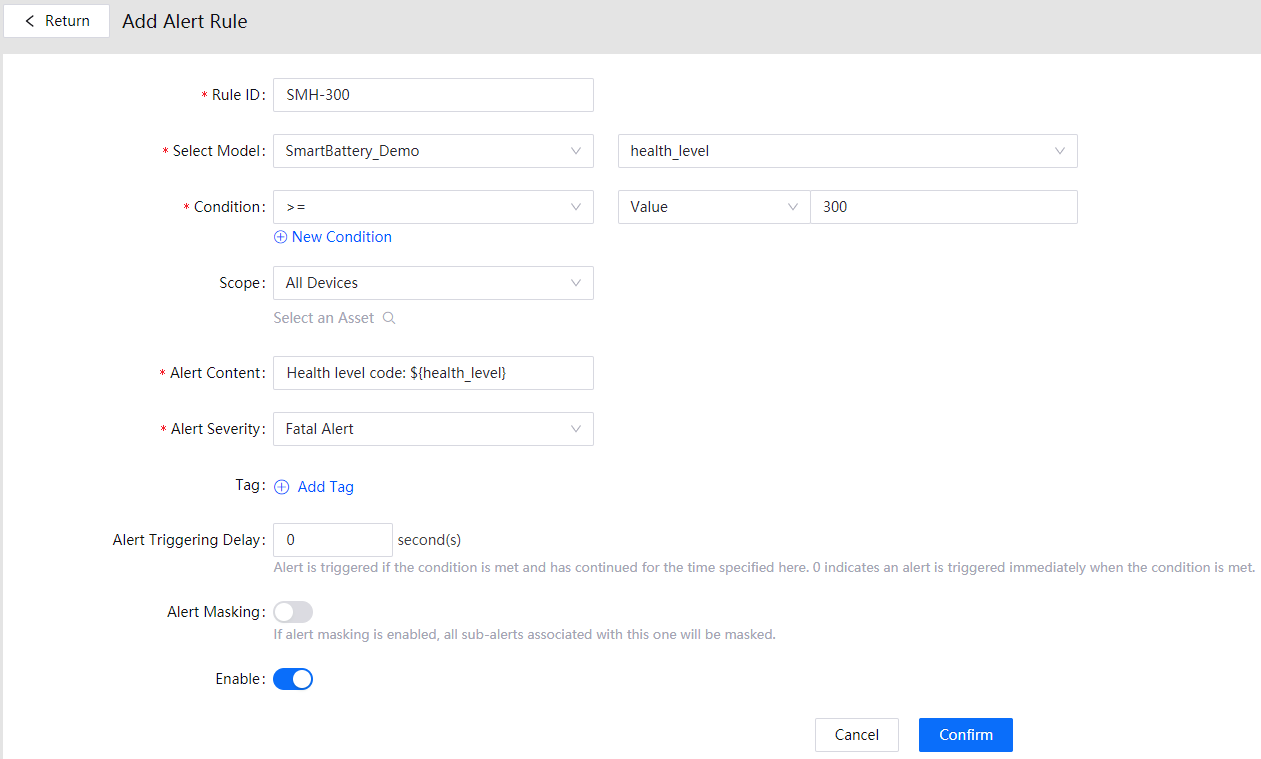 Return Add Alert Rule
* Rule ID: SMH-300
* Select Model: SmartBattery_Demo health_level
* Condition: >= Value 300
New Condition
Scope: All Devices
Select an Asset
* Alert Content: Health level code: ${health_level}
* Alert Severity: Fatal Alert
Tag: Add Tag
Alert Triggering Delay: 0 second(s)
Alert is triggered if the condition is met and has continued for the time specified here. 0 indicates an alert is triggered immediately when the condition is met.
Alert Masking:
If alert masking is enabled, all sub-alerts associated with this one will be masked.
Enable:
Cancel Confirm